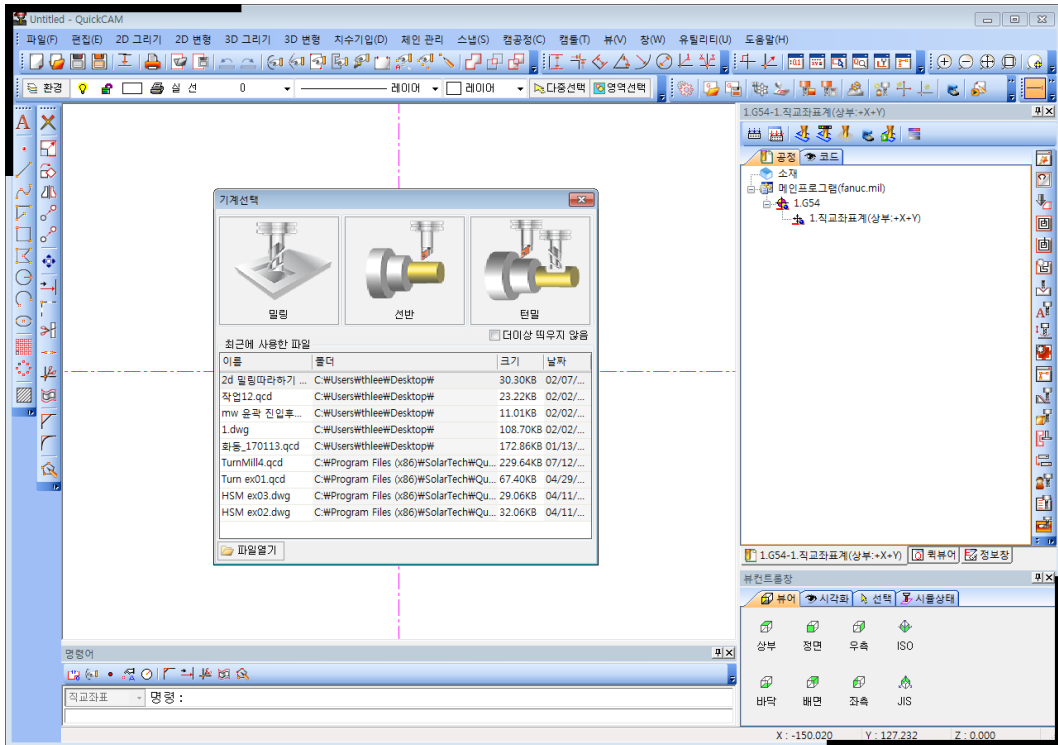 Untitled - QuickCAM
파일(F) 편집(E) 2D 그리기 2D 변형 3D 그리기 3D 변형 치수기입(D) 체인 관리 스냅(S) 캠공정(C) 캠툴(T) 뷰(V) 창(W) 유틸리티(U) 도움말(H)
환경 실 선 0 레이어 레이어 다중선택 영역선택
1.G54-1.직교좌표계(상부:+X+Y)
공정 코드
소재
메인프로그램(fanuc.mil)
1.G54
1.직교좌표계(상부:+X+Y)
기계선택
밀링 선반 턴밀
더이상 띄우지 않음
최근에 사용한 파일
이름 폴더 크기 날짜
2d 밀링따라하기 ... C:₩Users₩thlee₩Desktop₩ 30.30KB 02/07/...
작업12.qcd C:₩Users₩thlee₩Desktop₩ 23.22KB 02/02/...
mw 윤곽 진입후... C:₩Users₩thlee₩Desktop₩ 11.01KB 02/02/...
1.dwg C:₩Users₩thlee₩Desktop₩ 108.70KB 02/02/...
화동_170113.qcd C:₩Users₩thlee₩Desktop₩ 172.86KB 01/13/...
TurnMill4.qcd C:₩Program Files (x86)₩SolarTech₩Qu... 229.64KB 07/12/...
Turn ex01.qcd C:₩Program Files (x86)₩SolarTech₩Qu... 67.40KB 04/29/...
HSM ex03.dwg C:₩Program Files (x86)₩SolarTech₩Qu... 29.06KB 04/11/...
HSM ex02.dwg C:₩Program Files (x86)₩SolarTech₩Qu... 32.06KB 04/11/...
파일열기
1.G54-1.직교좌표계(상부:+X+Y) 퀵뷰어 정보창
뷰컨트롤창
뷰어 시각화 선택 시뮬상태
상부 정면 우측 ISO
바닥 배면 좌측 JIS
명령어
직교좌표 명령 :
X : -150.020 Y : 127.232 Z : 0.000